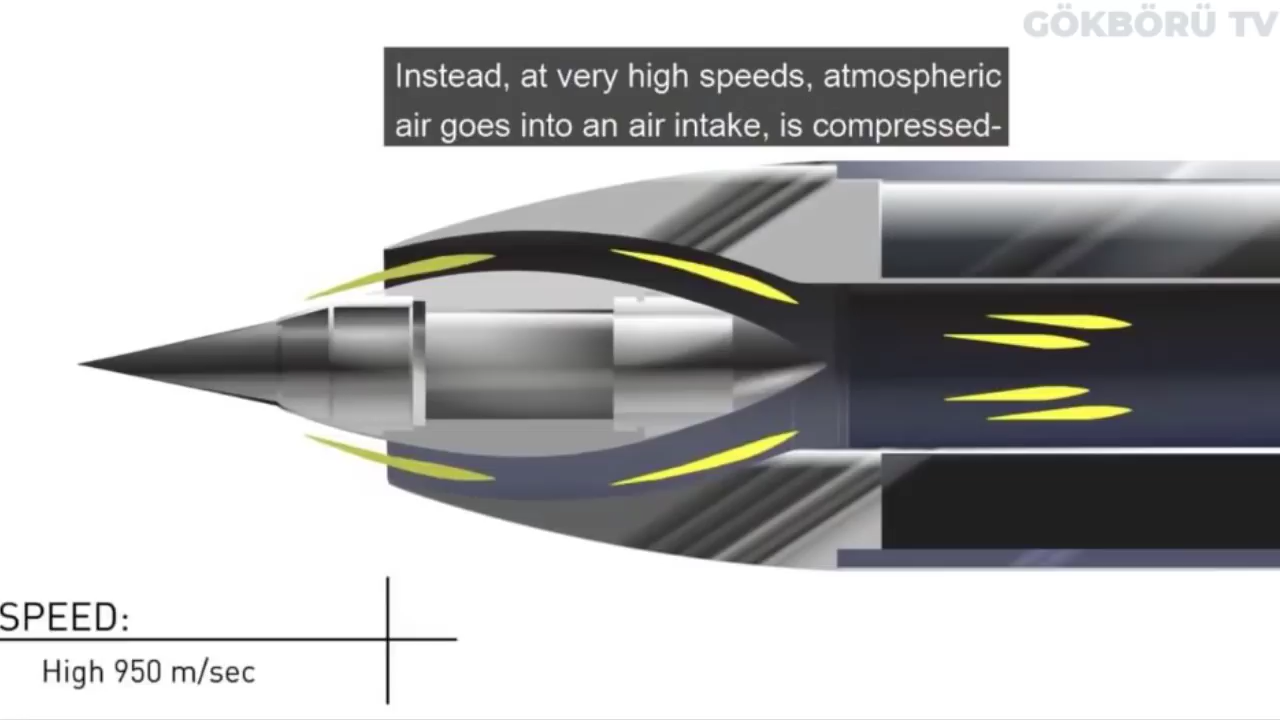 GÖKBÖRÜ TV
Instead, at very high speeds, atmospheric
air goes into an air intake, is compressed-
SPEED:
High 950 m/sec